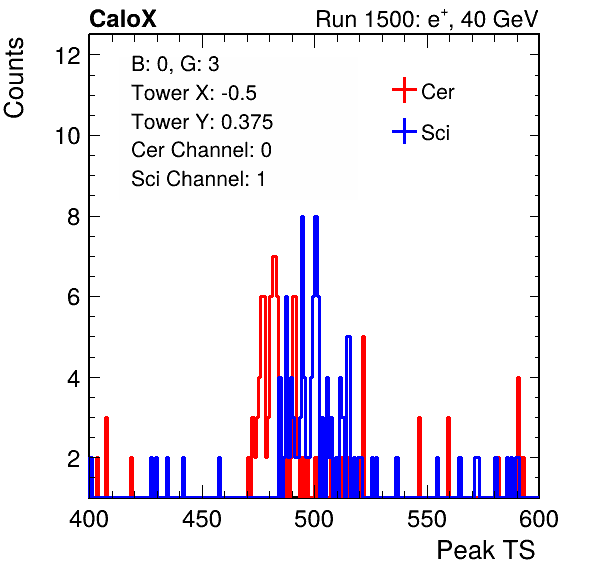 CaloX Run 1500: e⁺, 40 GeV
Counts
12
10
8
6
4
2
B: 0, G: 3
Tower X: -0.5
Tower Y: 0.375
Cer Channel: 0
Sci Channel: 1
Cer
Sci
400 450 500 550 600
Peak TS